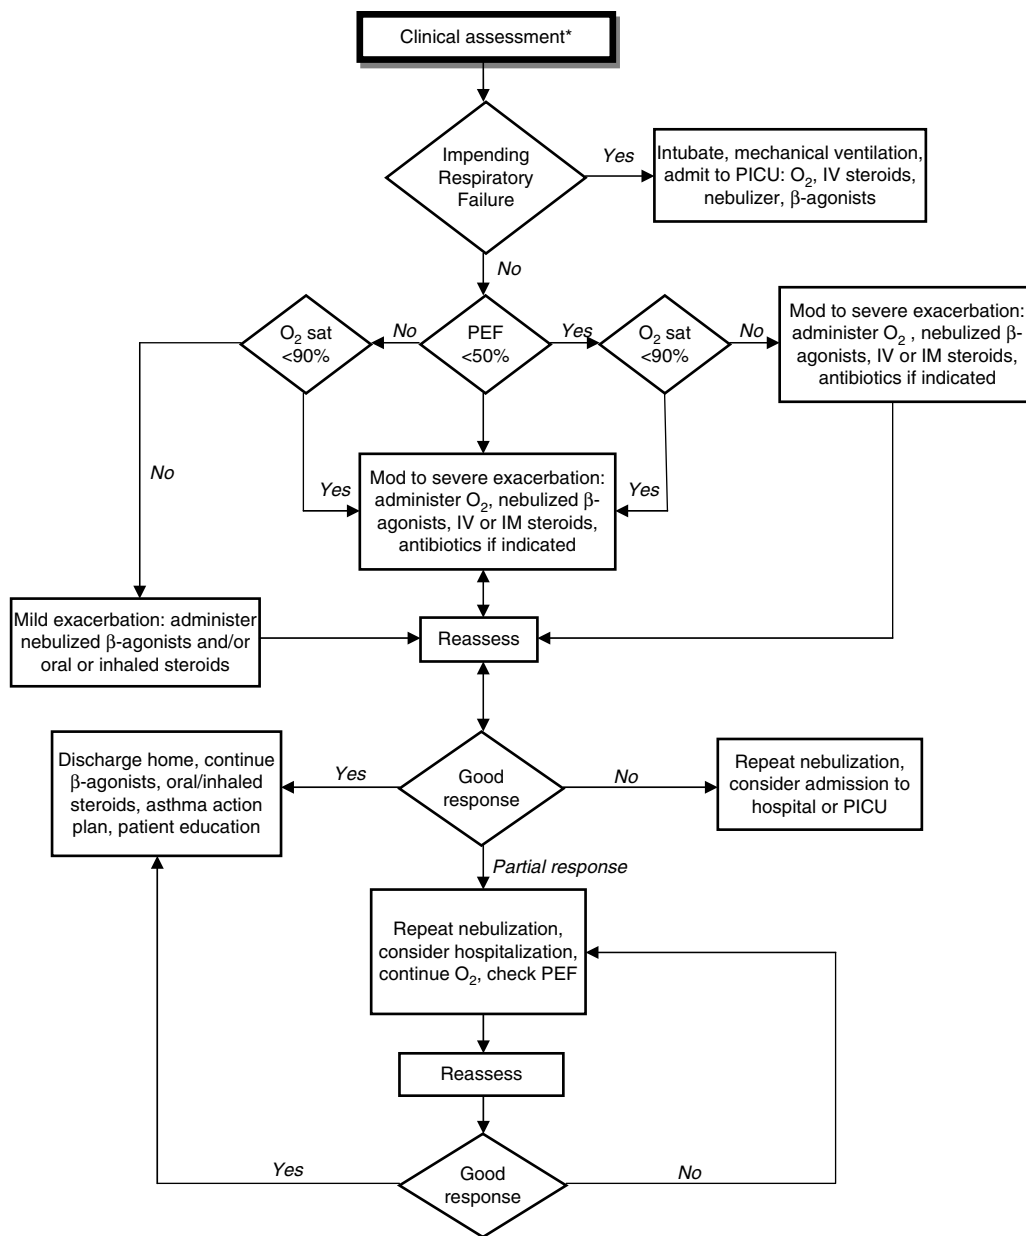 Clinical assessment*
Impending
Respiratory
Failure
Yes
Intubate, mechanical ventilation,
admit to PICU: O₂, IV steroids,
nebulizer, β-agonists
No
O₂ sat
<90%
No
PEF
<50%
Yes
O₂ sat
<90%
No
Mod to severe exacerbation:
administer O₂ , nebulized β-
agonists, IV or IM steroids,
antibiotics if indicated
No
Yes
Mod to severe exacerbation:
administer O₂, nebulized β-
agonists, IV or IM steroids,
antibiotics if indicated
Yes
Mild exacerbation: administer
nebulized β-agonists and/or
oral or inhaled steroids
Reassess
Discharge home, continue
β-agonists, oral/inhaled
steroids, asthma action
plan, patient education
Yes
Good
response
No
Repeat nebulization,
consider admission to
hospital or PICU
Partial response
Repeat nebulization,
consider hospitalization,
continue O₂, check PEF
Reassess
Yes
Good
response
No